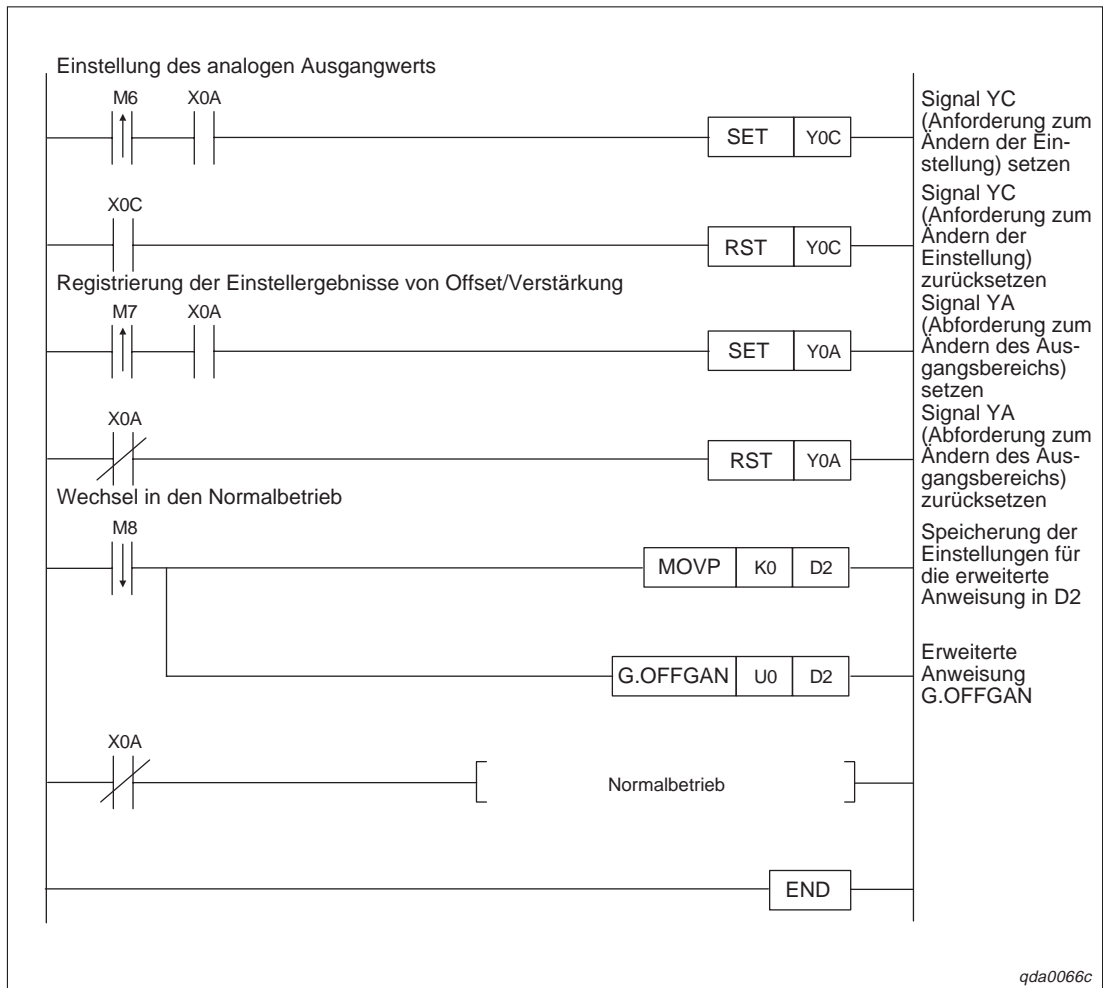 Einstellung des analogen Ausgangwerts
M6 X0A
SET Y0C
Signal YC
(Anforderung zum
Ändern der Ein-
stellung) setzen
X0C
RST Y0C
Signal YC
(Anforderung zum
Ändern der
Einstellung)
zurücksetzen
Registrierung der Einstellergebnisse von Offset/Verstärkung
M7 X0A
SET Y0A
Signal YA
(Abforderung zum
Ändern des Aus-
gangsbereichs)
setzen
X0A
RST Y0A
Signal YA
(Abforderung zum
Ändern des Aus-
gangsbereichs)
zurücksetzen
Wechsel in den Normalbetrieb
M8
MOVP K0 D2
Speicherung der
Einstellungen für
die erweiterte
Anweisung in D2
G.OFFGAN U0 D2
Erweiterte
Anweisung
G.OFFGAN
X0A
Normalbetrieb
END
qda0066c